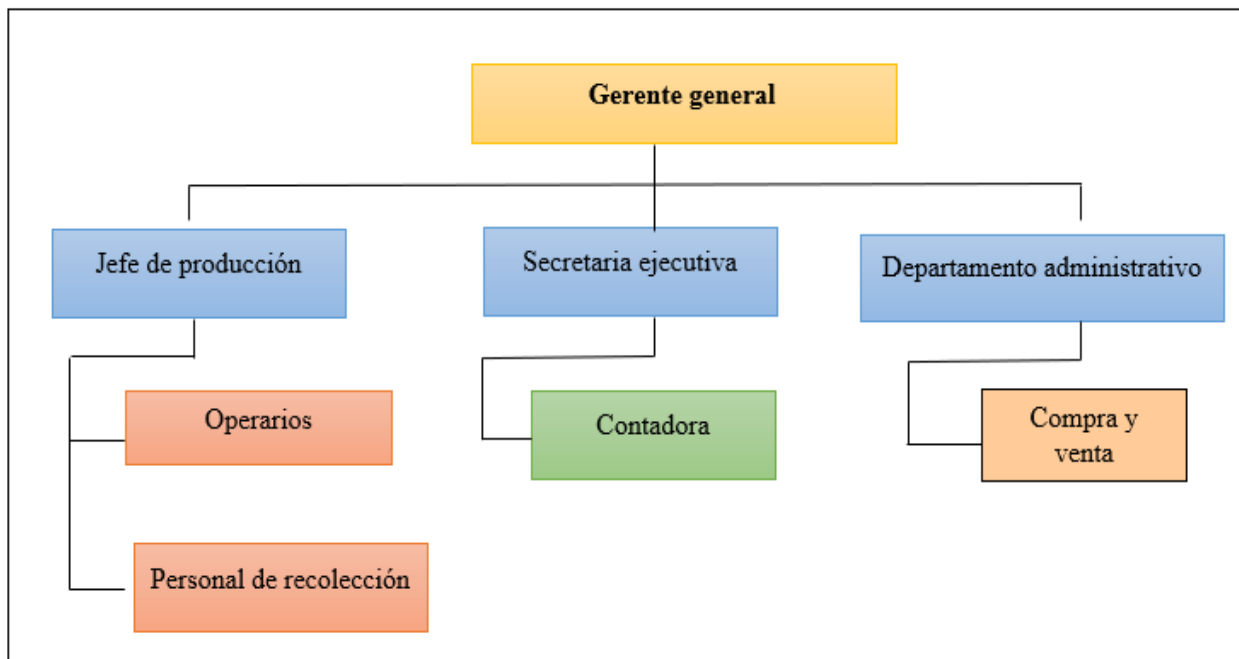 Gerente general
Jefe de producción
Secretaria ejecutiva
Departamento administrativo
Operarios
Contadora
Compra y
venta
Personal de recolección